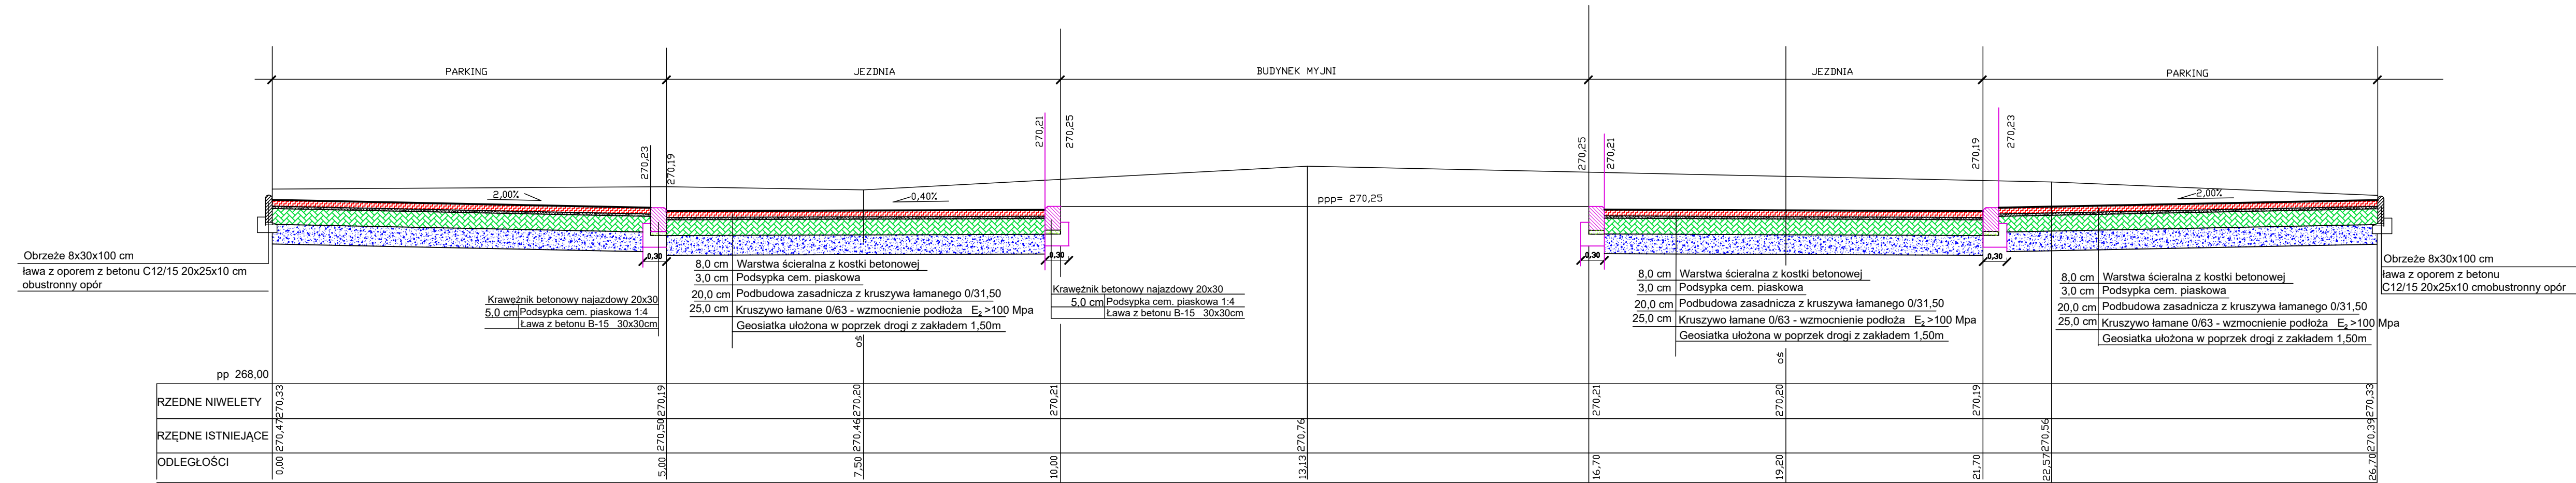 PARKING
JEZDNIA
BUDYNEK MYJNI
JEZDNIA
PARKING
270,23
270,19
270,21
270,25
270,25
270,21
270,19
270,23
2,00%
0,40%
ppp= 270,25
2,00%
Obrzeże 8x30x100 cm
ława z oporem z betonu C12/15 20x25x10 cm
obustronny opór
0,30
Krawężnik betonowy najazdowy 20x30
5,0 cm Podsypka cem. piaskowa 1:4
Ława z betonu B-15 30x30cm
8,0 cm Warstwa ścieralna z kostki betonowej
3,0 cm Podsypka cem. piaskowa
20,0 cm Podbudowa zasadnicza z kruszywa łamanego 0/31,50
25,0 cm Kruszywo łamane 0/63 - wzmocnienie podłoża E₂ >100 Mpa
Geosiatka ułożona w poprzek drogi z zakładem 1,50m
oś
0,30
Krawężnik betonowy najazdowy 20x30
5,0 cm Podsypka cem. piaskowa 1:4
Ława z betonu B-15 30x30cm
0,30
8,0 cm Warstwa ścieralna z kostki betonowej
3,0 cm Podsypka cem. piaskowa
20,0 cm Podbudowa zasadnicza z kruszywa łamanego 0/31,50
25,0 cm Kruszywo łamane 0/63 - wzmocnienie podłoża E₂ >100 Mpa
Geosiatka ułożona w poprzek drogi z zakładem 1,50m
oś
0,30
8,0 cm Warstwa ścieralna z kostki betonowej
3,0 cm Podsypka cem. piaskowa
20,0 cm Podbudowa zasadnicza z kruszywa łamanego 0/31,50
25,0 cm Kruszywo łamane 0/63 - wzmocnienie podłoża E₂ >100 Mpa
Geosiatka ułożona w poprzek drogi z zakładem 1,50m
Obrzeże 8x30x100 cm
ława z oporem z betonu
C12/15 20x25x10 cmobustronny opór
pp 268,00
RZEDNE NIWELETY 270,33 270,19 270,20 270,21 270,21 270,20 270,19 270,33
RZĘDNE ISTNIEJĄCE 270,47 270,50 270,46 270,76 270,56 270,39
ODLEGŁOŚCI 0,00 5,00 7,50 10,00 13,13 16,70 19,20 21,70 22,57 26,70